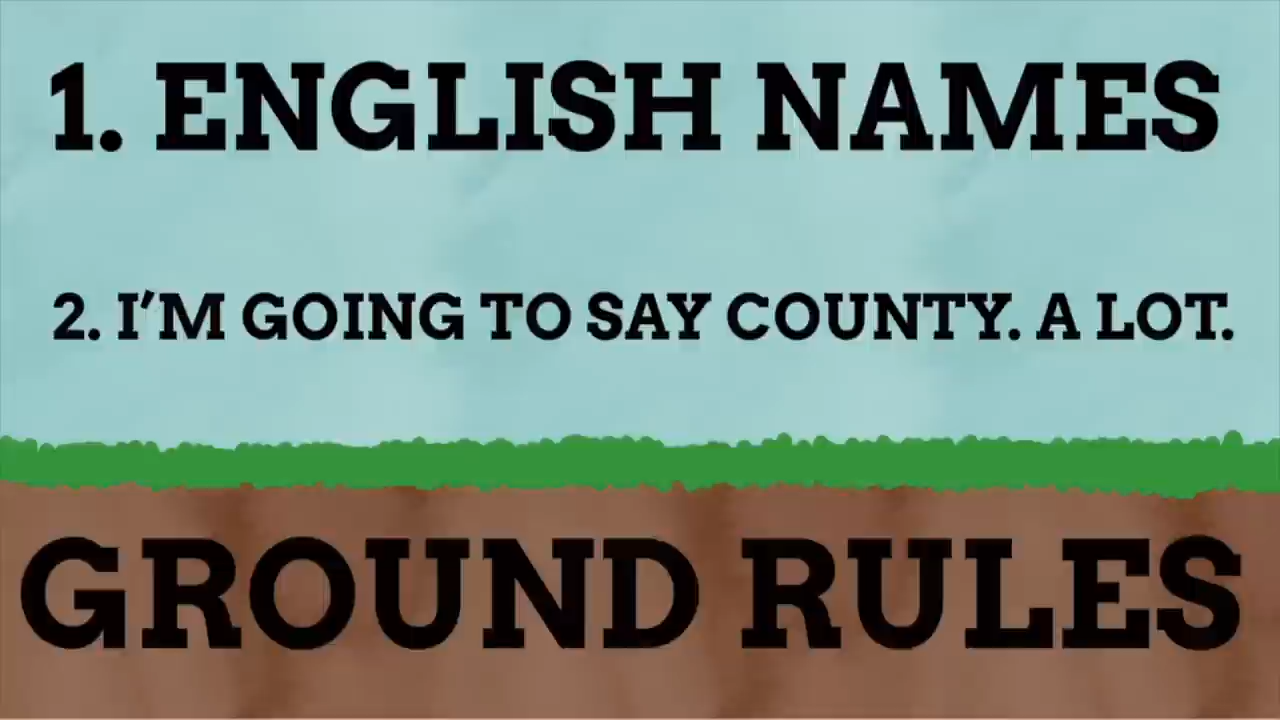 1. ENGLISH NAMES
2. I'M GOING TO SAY COUNTY. A LOT.
GROUND RULES